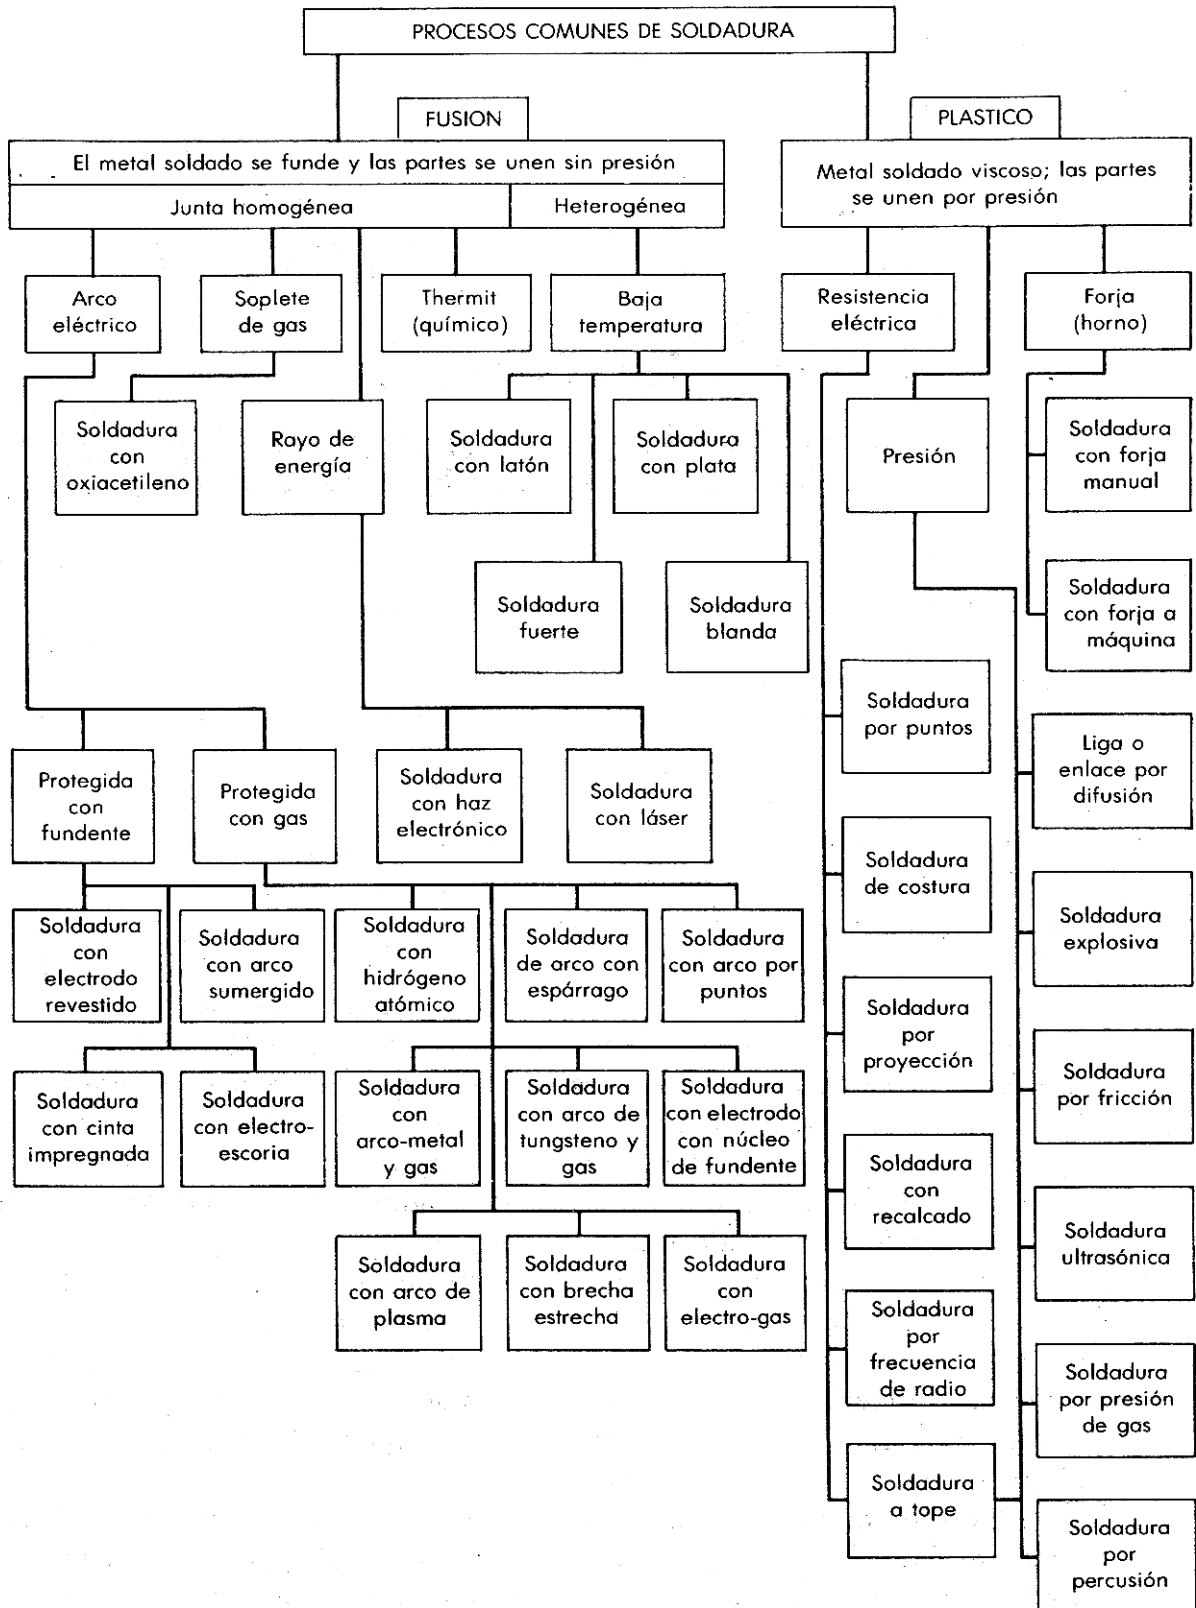 PROCESOS COMUNES DE SOLDADURA
FUSION
PLASTICO
El metal soldado se funde y las partes se unen sin presión
Junta homogénea
Heterogénea
Metal soldado viscoso; las partes
se unen por presión
Arco
eléctrico
Soplete
de gas
Thermit
(químico)
Baja
temperatura
Resistencia
eléctrica
Forja
(horno)
Soldadura
con
oxiacetileno
Rayo de
energía
Soldadura
con latón
Soldadura
con plata
Presión
Soldadura
con forja
manual
Soldadura
fuerte
Soldadura
blanda
Soldadura
con forja a
máquina
Protegida
con
fundente
Protegida
con gas
Soldadura
con haz
electrónico
Soldadura
con láser
Soldadura
por puntos
Liga o
enlace por
difusión
Soldadura
de costura
Soldadura
con
electrodo
revestido
Soldadura
con arco
sumergido
Soldadura
con
hidrógeno
atómico
Soldadura
de arco con
espárrago
Soldadura
con arco por
puntos
Soldadura
explosiva
Soldadura
por
proyección
Soldadura
por fricción
Soldadura
con cinta
impregnada
Soldadura
con electro-
escoria
Soldadura
con
arco-metal
y gas
Soldadura
con arco de
tungsteno y
gas
Soldadura
con electrodo
con núcleo
de fundente
Soldadura
con
recalcado
Soldadura
ultrasónica
Soldadura
con arco de
plasma
Soldadura
con brecha
estrecha
Soldadura
con
electro-gas
Soldadura
por
frecuencia
de radio
Soldadura
por presión
de gas
Soldadura
a tope
Soldadura
por
percusión